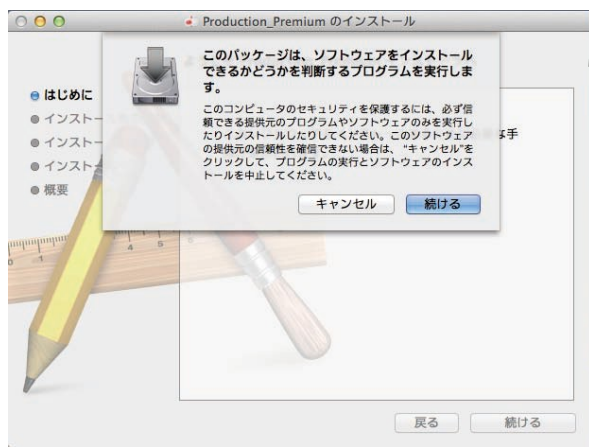 Production_Premium のインストール
このパッケージは、ソフトウェアをインストール
できるかどうかを判断するプログラムを実行しま
す。
このコンピュータのセキュリティを保護するには、必ず信
頼できる提供元のプログラムやソフトウェアのみを実行し
たりインストールしたりしてください。このソフトウェア
の提供元の信頼性を確信できない場合は、"キャンセル"を
クリックして、プログラムの実行とソフトウェアのインス
トールを中止してください。
キャンセル 続ける
はじめに
インスト
インスト
インスト
概要
な手
4 5
戻る 続ける